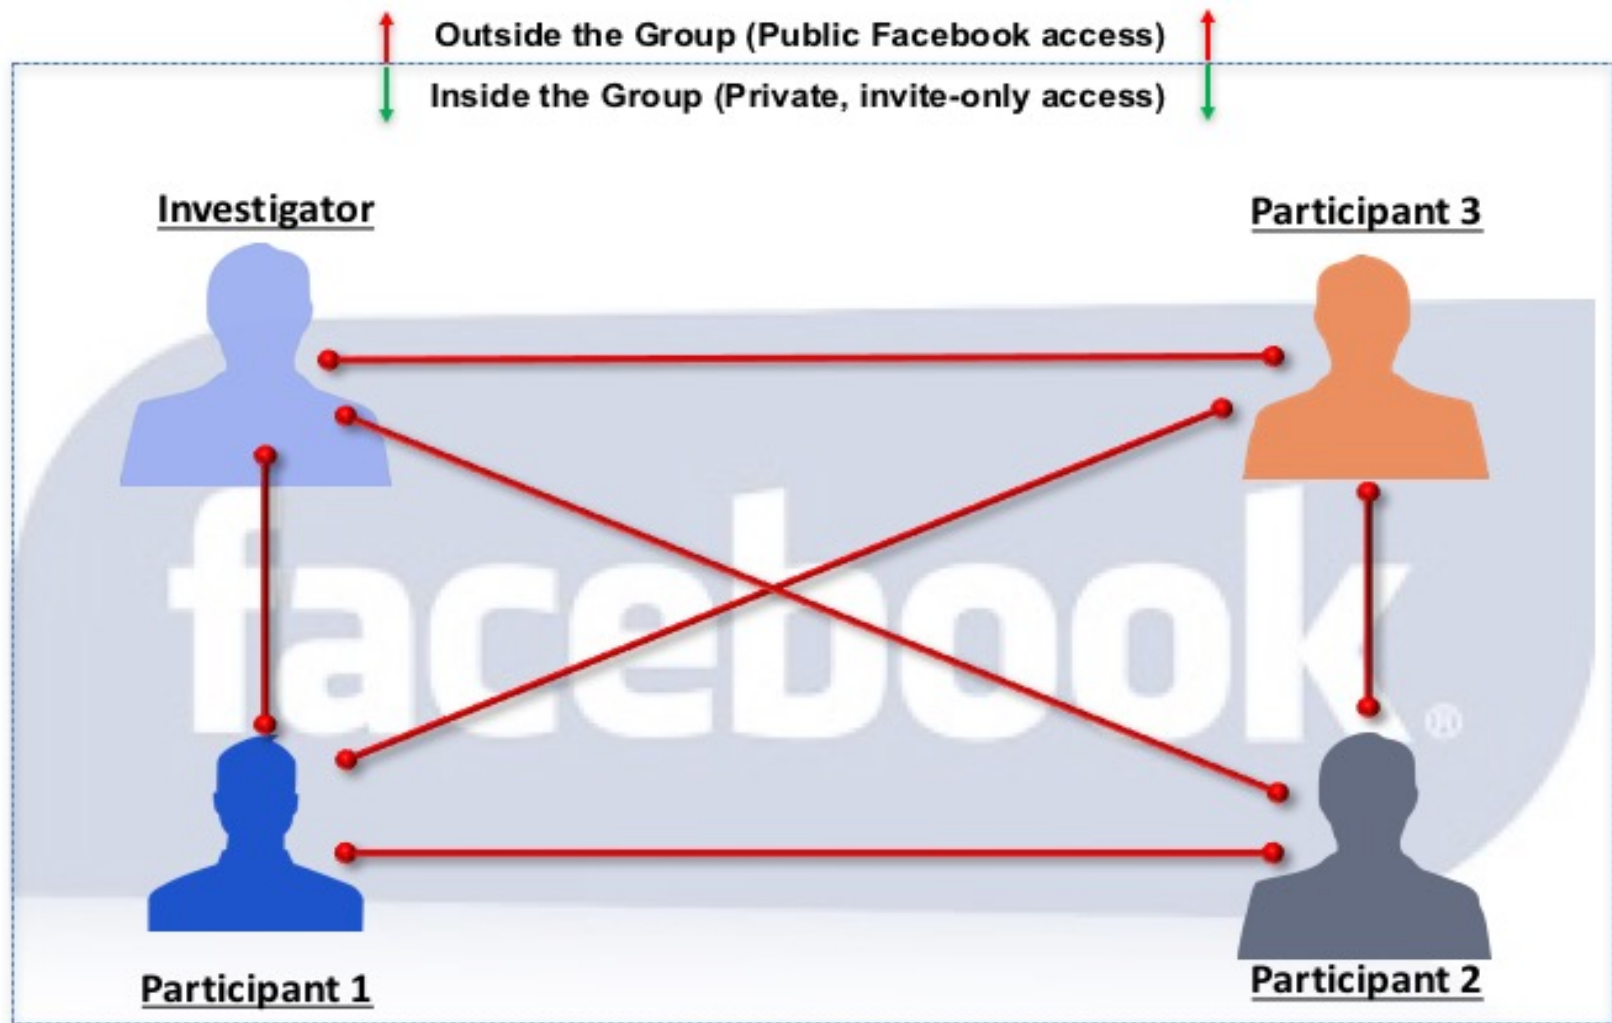 Outside the Group (Public Facebook access)
Inside the Group (Private, invite-only access)
Investigator
Participant 3
facebook®
Participant 1
Participant 2